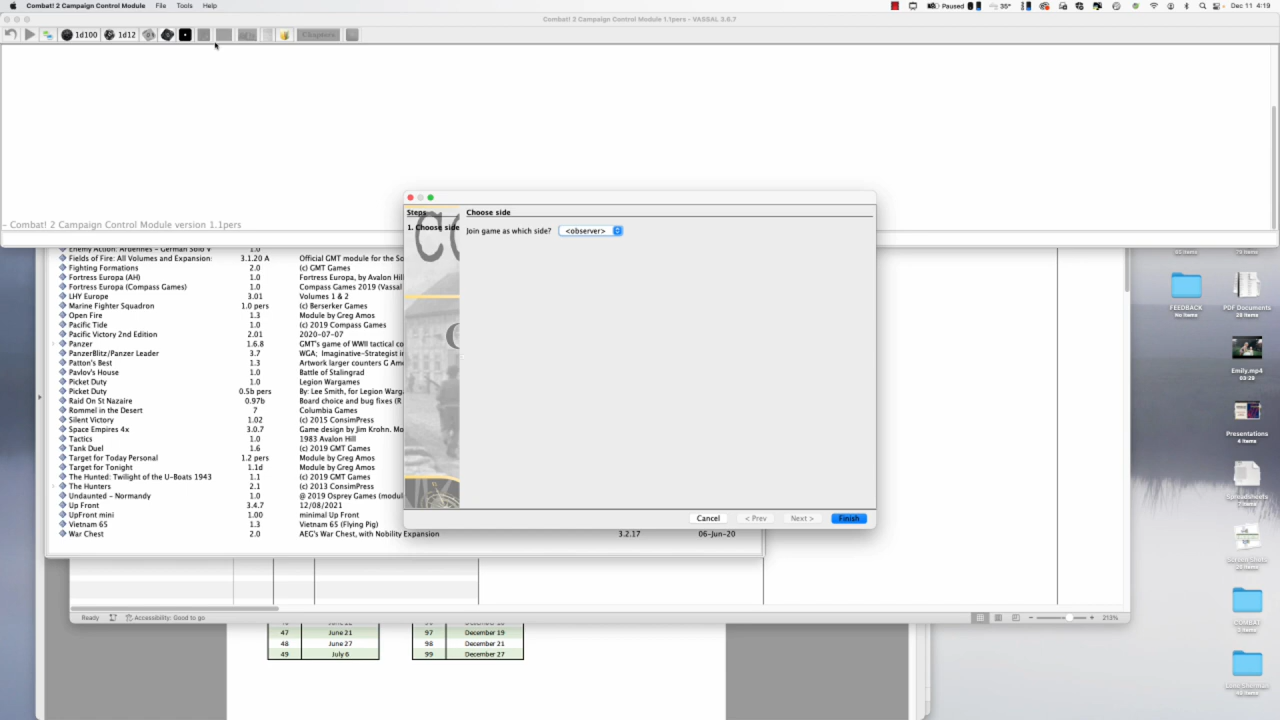 Combat! 2 Campaign Control Module File Tools Help
Paused 35° Dec 11 4:19
Combat! 2 Campaign Control Module 1.1pers - VASSAL 3.6.7
1d100 1d12 Chapters
- Combat! 2 Campaign Control Module version 1.1pers
Steps
1. Choose side
Choose side
Join game as which side? <observer>
Cancel < Prev Next > Finish
Fields of Fire: All Volumes and Expansion: 3.1.20 A Official GMT module for the So
Fighting Formations 2.0 (c) GMT Games
Fortress Europa (AH) 1.0 Fortress Europa, by Avalon Hill
Fortress Europa (Compass Games) 1.0 Compass Games 2019 (Vassal
LHY Europe 3.01 Volumes 1 & 2
Marine Fighter Squadron 1.0 pers (c) Berserker Games
Open Fire 1.3 Module by Greg Amos
Pacific Tide 1.0 (c) 2019 Compass Games
Pacific Victory 2nd Edition 2.01 2020-07-07
Panzer 1.6.8 GMT's game of WWII tactical co
PanzerBlitz/Panzer Leader 3.7 WGA; Imaginative-Strategist i
Patton's Best 1.3 Artwork larger counters G Am
Pavlov's House 1.0 Battle of Stalingrad
Picket Duty 1.0 Legion Wargames
Picket Duty 0.5b pers By: Lee Smith, for Legion Warg
Raid On St Nazaire 0.97b Board choice and bug fixes (R
Rommel in the Desert 7 Columbia Games
Silent Victory 1.02 (c) 2015 ConsimPress
Space Empires 4x 3.0.7 Game design by Jim Krohn. Mo
Tactics 1.0 1983 Avalon Hill
Tank Duel 1.6 (c) 2019 GMT Games
Target for Today Personal 1.2 pers Module by Greg Amos
Target for Tonight 1.1d Module by Greg Amos
The Hunted: Twilight of the U-Boats 1943 1.1 (c) 2019 GMT Games
The Hunters 2.1 (c) 2013 ConsimPress
Undaunted - Normandy 1.0 @ 2019 Osprey Games (modul
Up Front 3.4.7 12/08/2021
UpFront mini 1.00 minimal Up Front
Vietnam 65 1.3 Vietnam 65 (Flying Pig)
War Chest 2.0 AEG's War Chest, with Nobility Expansion 3.2.17 06-Jun-20
Ready Accessibility: Good to go 213%
47 June 21 97 December 19
48 June 27 98 December 21
49 July 6 99 December 27
FEEDBACK
No items
PDF Documents
Emily.mp4
03:29
Presentations
4 items
Spreadsheets
COMBAT